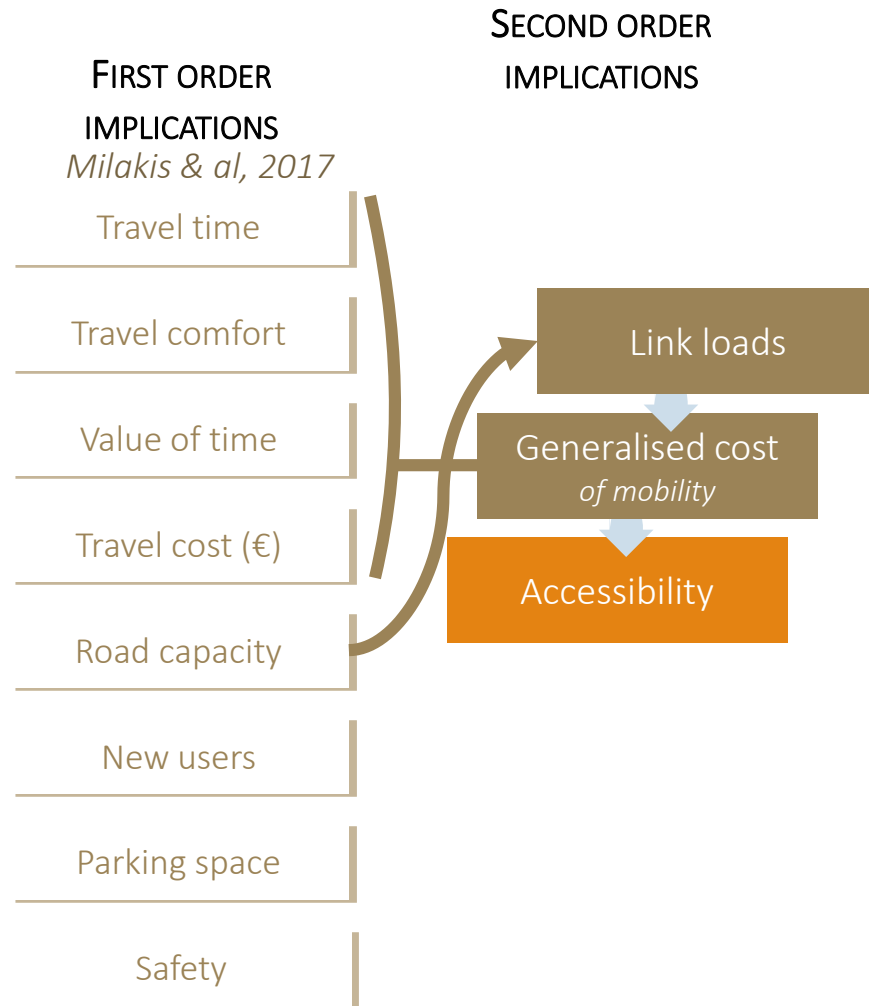 FIRST ORDER
IMPLICATIONS
Milakis & al, 2017
Travel time
Travel comfort
Value of time
Travel cost (€)
Road capacity
New users
Parking space
Safety
SECOND ORDER
IMPLICATIONS
Link loads
Generalised cost
of mobility
Accessibility